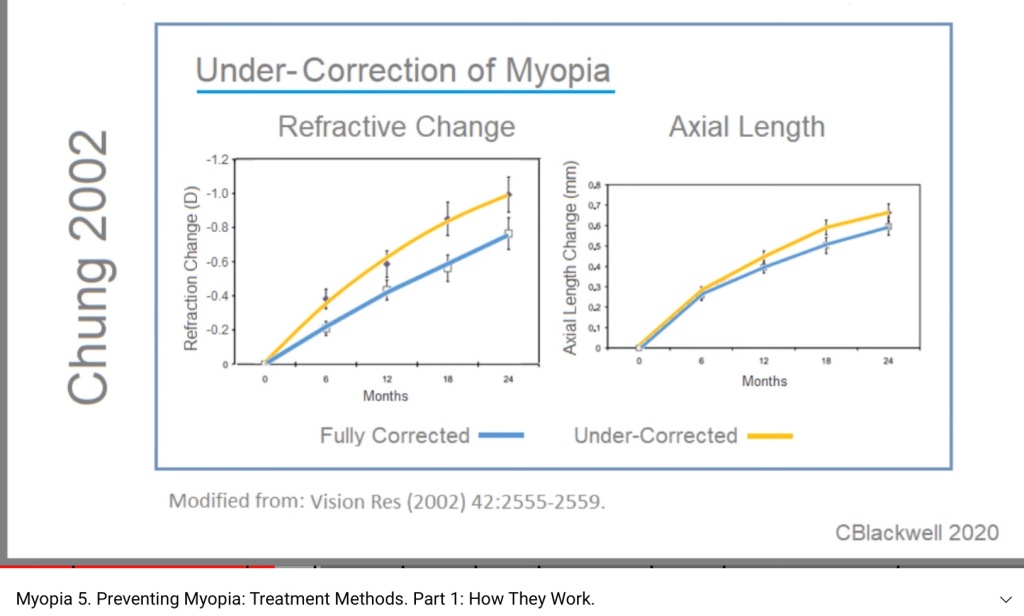 Under-Correction of Myopia
Chung 2002
Refractive Change
Refraction Change (D)
-1.2
-1.0
-0.8
-0.6
-0.4
-0.2
0
0 6 12 18 24
Months
Axial Length
Axial Length Change (mm)
0.8
0.7
0.6
0.5
0.4
0.3
0.2
0.1
0
0 6 12 18 24
Months
Fully Corrected
Under-Corrected
Modified from: Vision Res (2002) 42:2555-2559.
CBlackwell 2020
Myopia 5. Preventing Myopia: Treatment Methods. Part 1: How They Work.